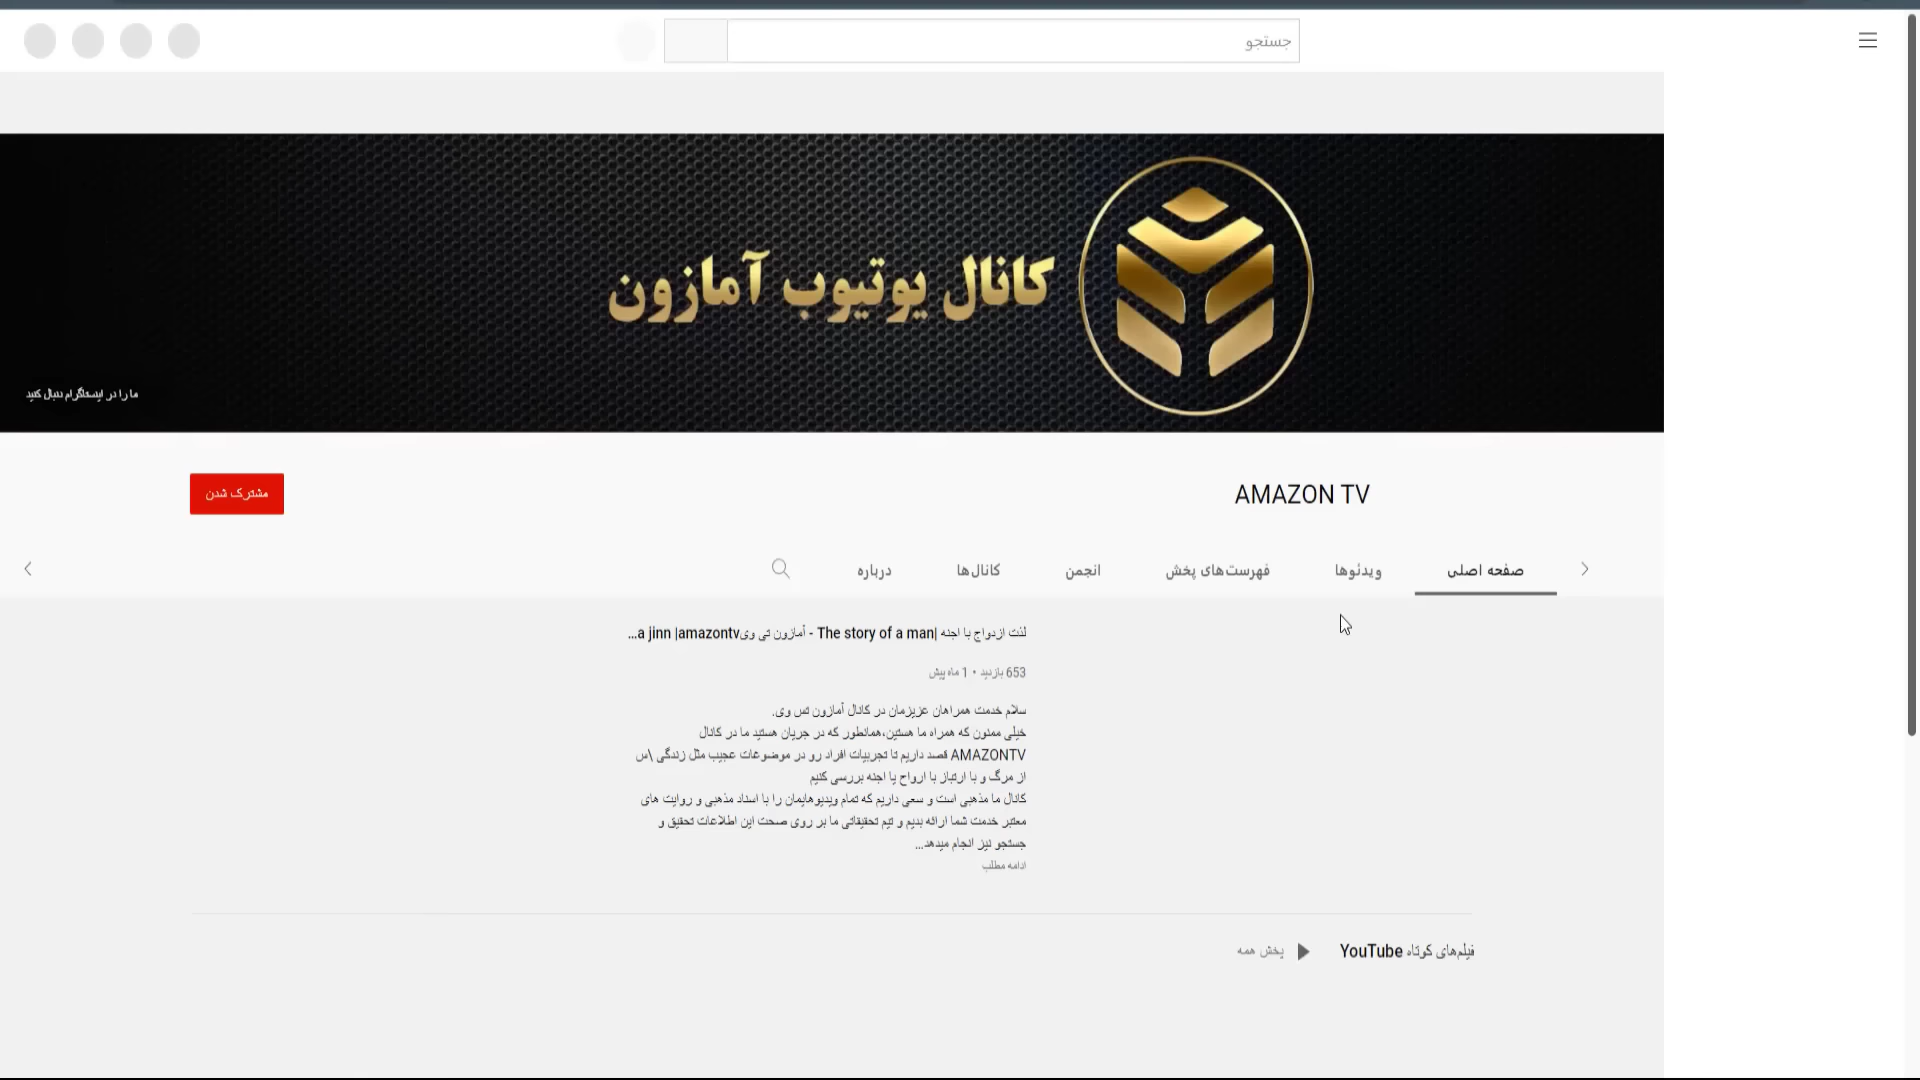 جستجو
کانال یوتیوب آمازون
ما را در اینستاگرام دنبال کنید
AMAZON TV
مشترک شدن
صفحه اصلی
ویدئوها
فهرست‌های پخش
انجمن
کانال‌ها
درباره
لذت ازدواج با اجنه |The story of a man - آمازون تی ویa jinn |amazontv...
653 بازدید • 1 ماه پیش
سلام خدمت همراهان عزیزمان در کانال آمازون تس وی.
خیلی ممنون که همراه ما هستین،همانطور که در جریان هستید ما در کانال
AMAZONTV قصد داریم تا تجربیات افراد رو در موضوعات عجیب مثل زندگی \س
از مرگ و با ارتباز با ارواح یا اجنه بررسی کنیم
کانال ما مذهبی است و سعی داریم که تمام ویدیوهایمان را با اسناد مذهبی و روایت های
معتبر خدمت شما ارائه بدیم و تیم تحقیقاتی ما بر روی صحت این اطلاعات تحقیق و
جستجو نیز انجام میدهد...
ادامه مطلب
فیلم‌های کوتاه YouTube
پخش همه